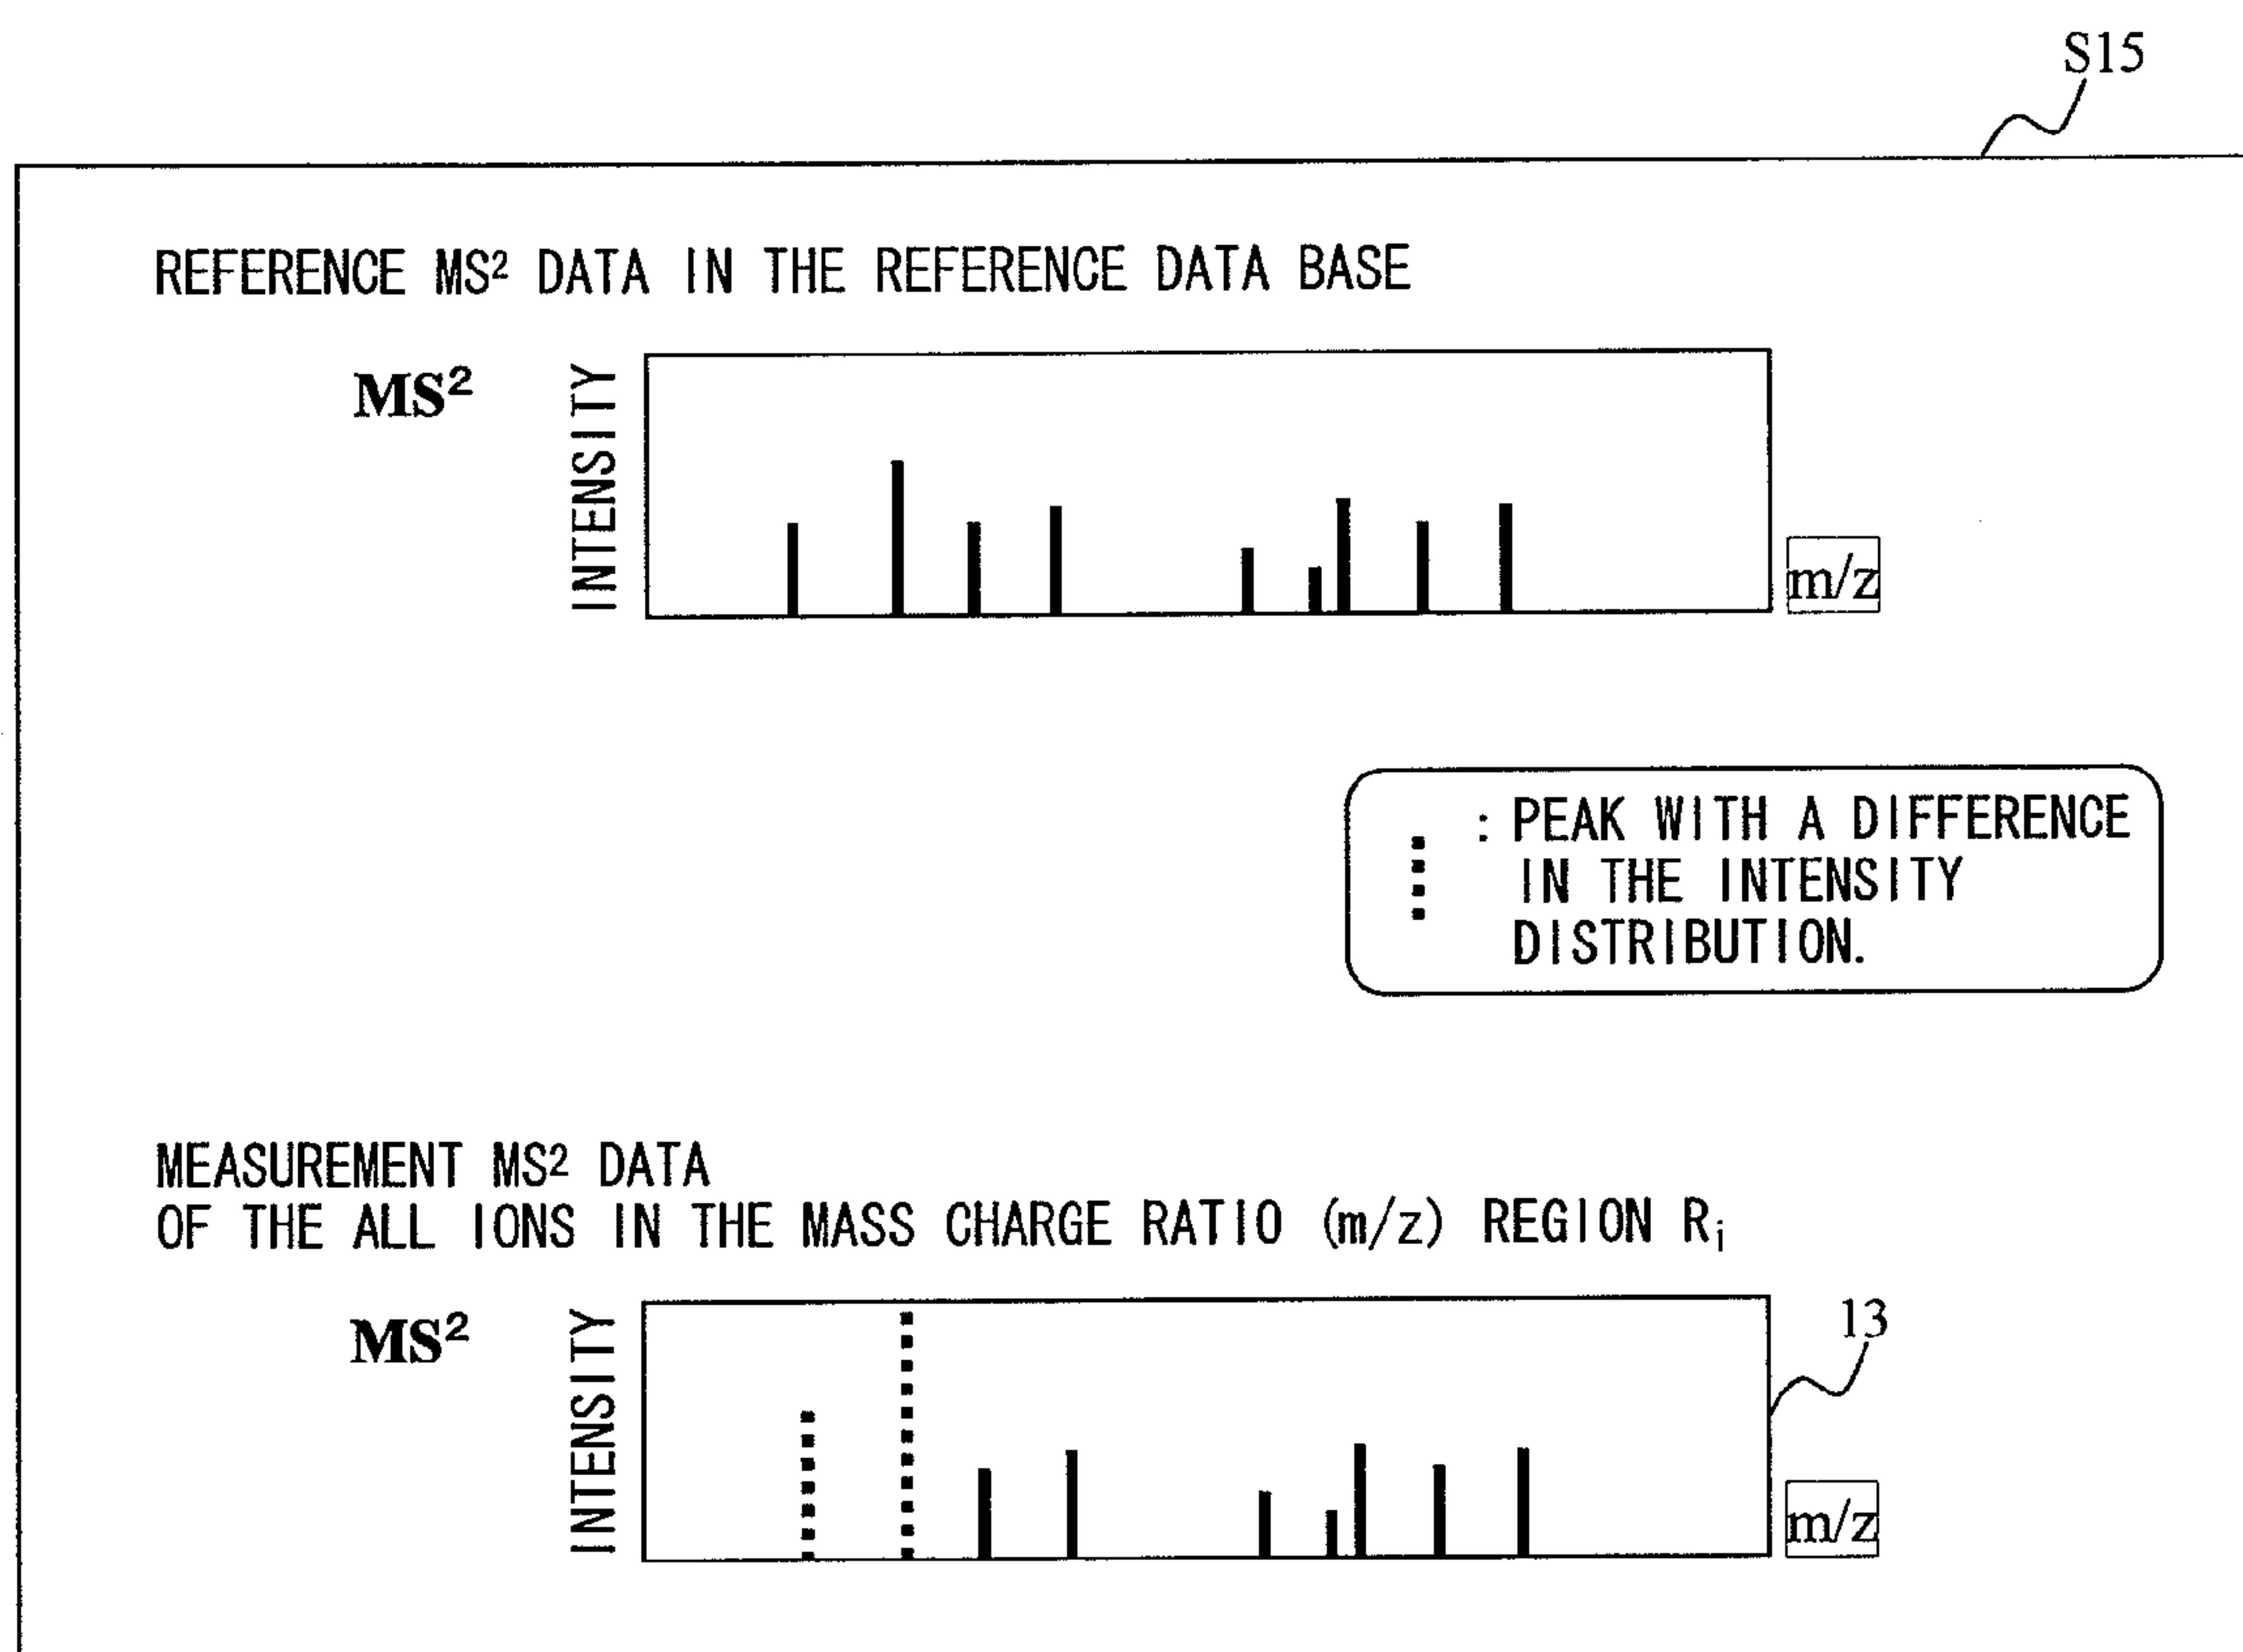 S15
REFERENCE MS² DATA IN THE REFERENCE DATA BASE
MS²
INTENSITY
m/z
: PEAK WITH A DIFFERENCE
IN THE INTENSITY
DISTRIBUTION.
MEASUREMENT MS² DATA
OF THE ALL IONS IN THE MASS CHARGE RATIO (m/z) REGION Rᵢ
MS²
INTENSITY
13
m/z